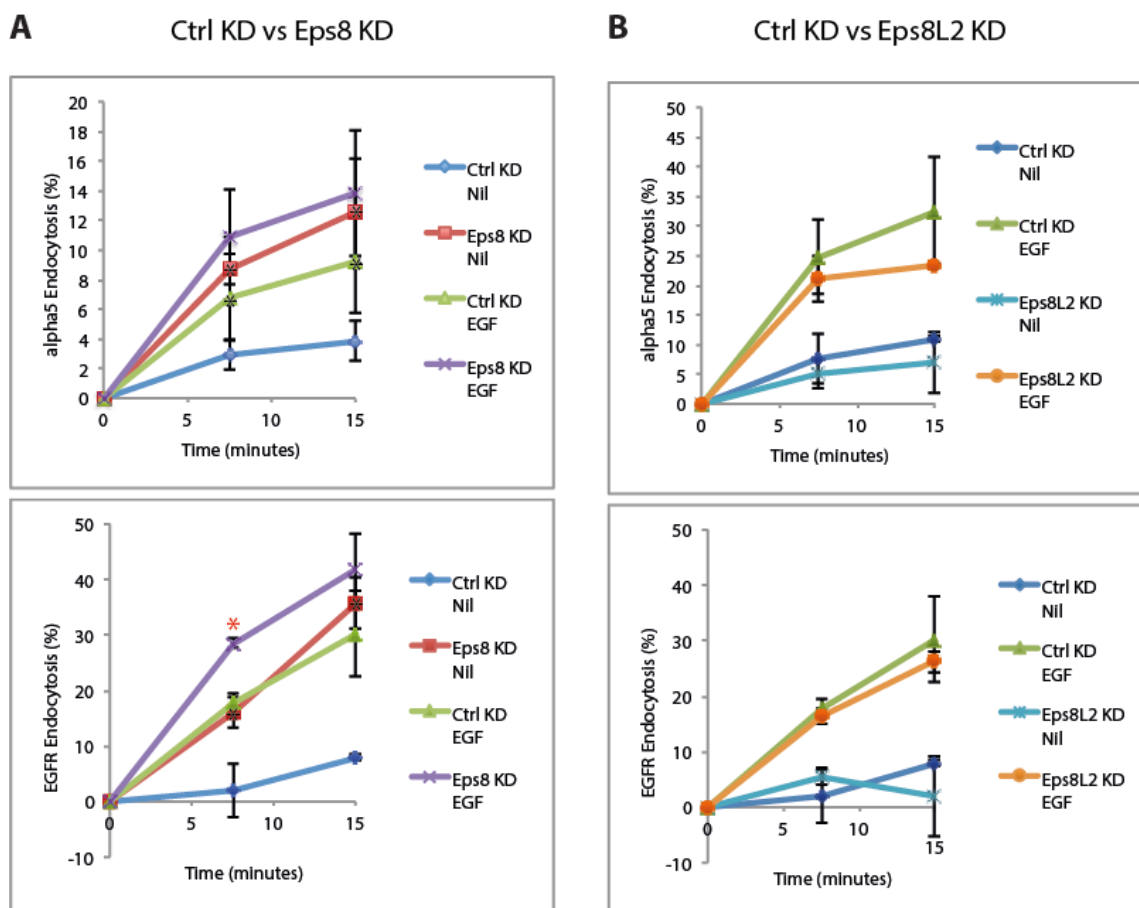 A
Ctrl KD vs Eps8 KD
20
18
16
14
12
10
8
6
4
2
0
alpha5 Endocytosis (%)
0
5
10
15
Time (minutes)
Ctrl KD
Nil
Eps8 KD
Nil
Ctrl KD
EGF
Eps8 KD
EGF
50
40
30
20
10
0
-10
EGFR Endocytosis (%)
*
0
5
10
15
Time (minutes)
Ctrl KD
Nil
Eps8 KD
Nil
Ctrl KD
EGF
Eps8 KD
EGF
B
Ctrl KD vs Eps8L2 KD
50
45
40
35
30
25
20
15
10
5
0
alpha5 Endocytosis (%)
0
5
10
15
Time (minutes)
Ctrl KD
Nil
Ctrl KD
EGF
Eps8L2 KD
Nil
Eps8L2 KD
EGF
50
40
30
20
10
0
-10
EGFR Endocytosis (%)
0
5
10
15
Time (minutes)
Ctrl KD
Nil
Ctrl KD
EGF
Eps8L2 KD
Nil
Eps8L2 KD
EGF